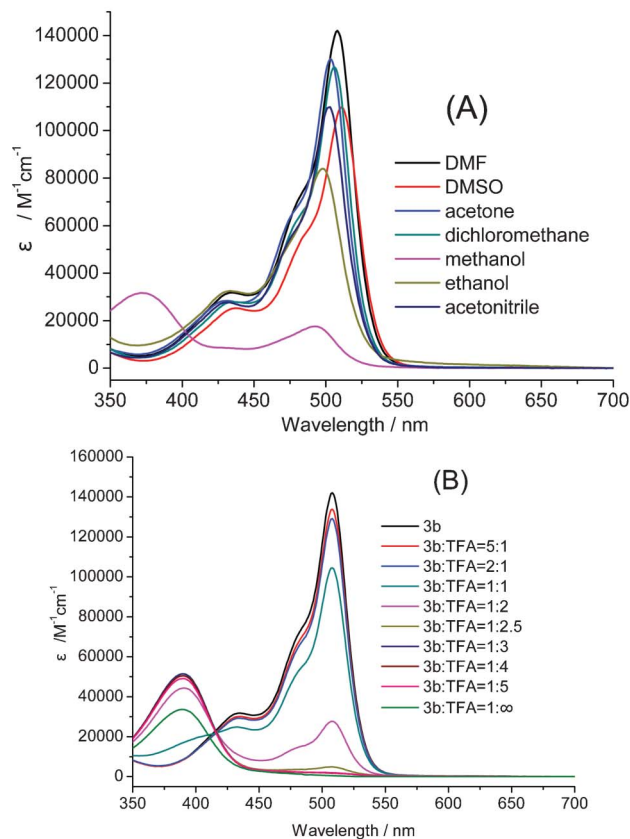 140000
120000
100000
80000
60000
40000
20000
0
ε / M⁻¹cm⁻¹
(A)
DMF
DMSO
acetone
dichloromethane
methanol
ethanol
acetonitrile
350 400 450 500 550 600 650 700
Wavelength / nm
160000
140000
120000
100000
80000
60000
40000
20000
0
ε /M⁻¹cm⁻¹
(B)
3b
3b:TFA=5:1
3b:TFA=2:1
3b:TFA=1:1
3b:TFA=1:2
3b:TFA=1:2.5
3b:TFA=1:3
3b:TFA=1:4
3b:TFA=1:5
3b:TFA=1:∞
350 400 450 500 550 600 650 700
Wavelength / nm